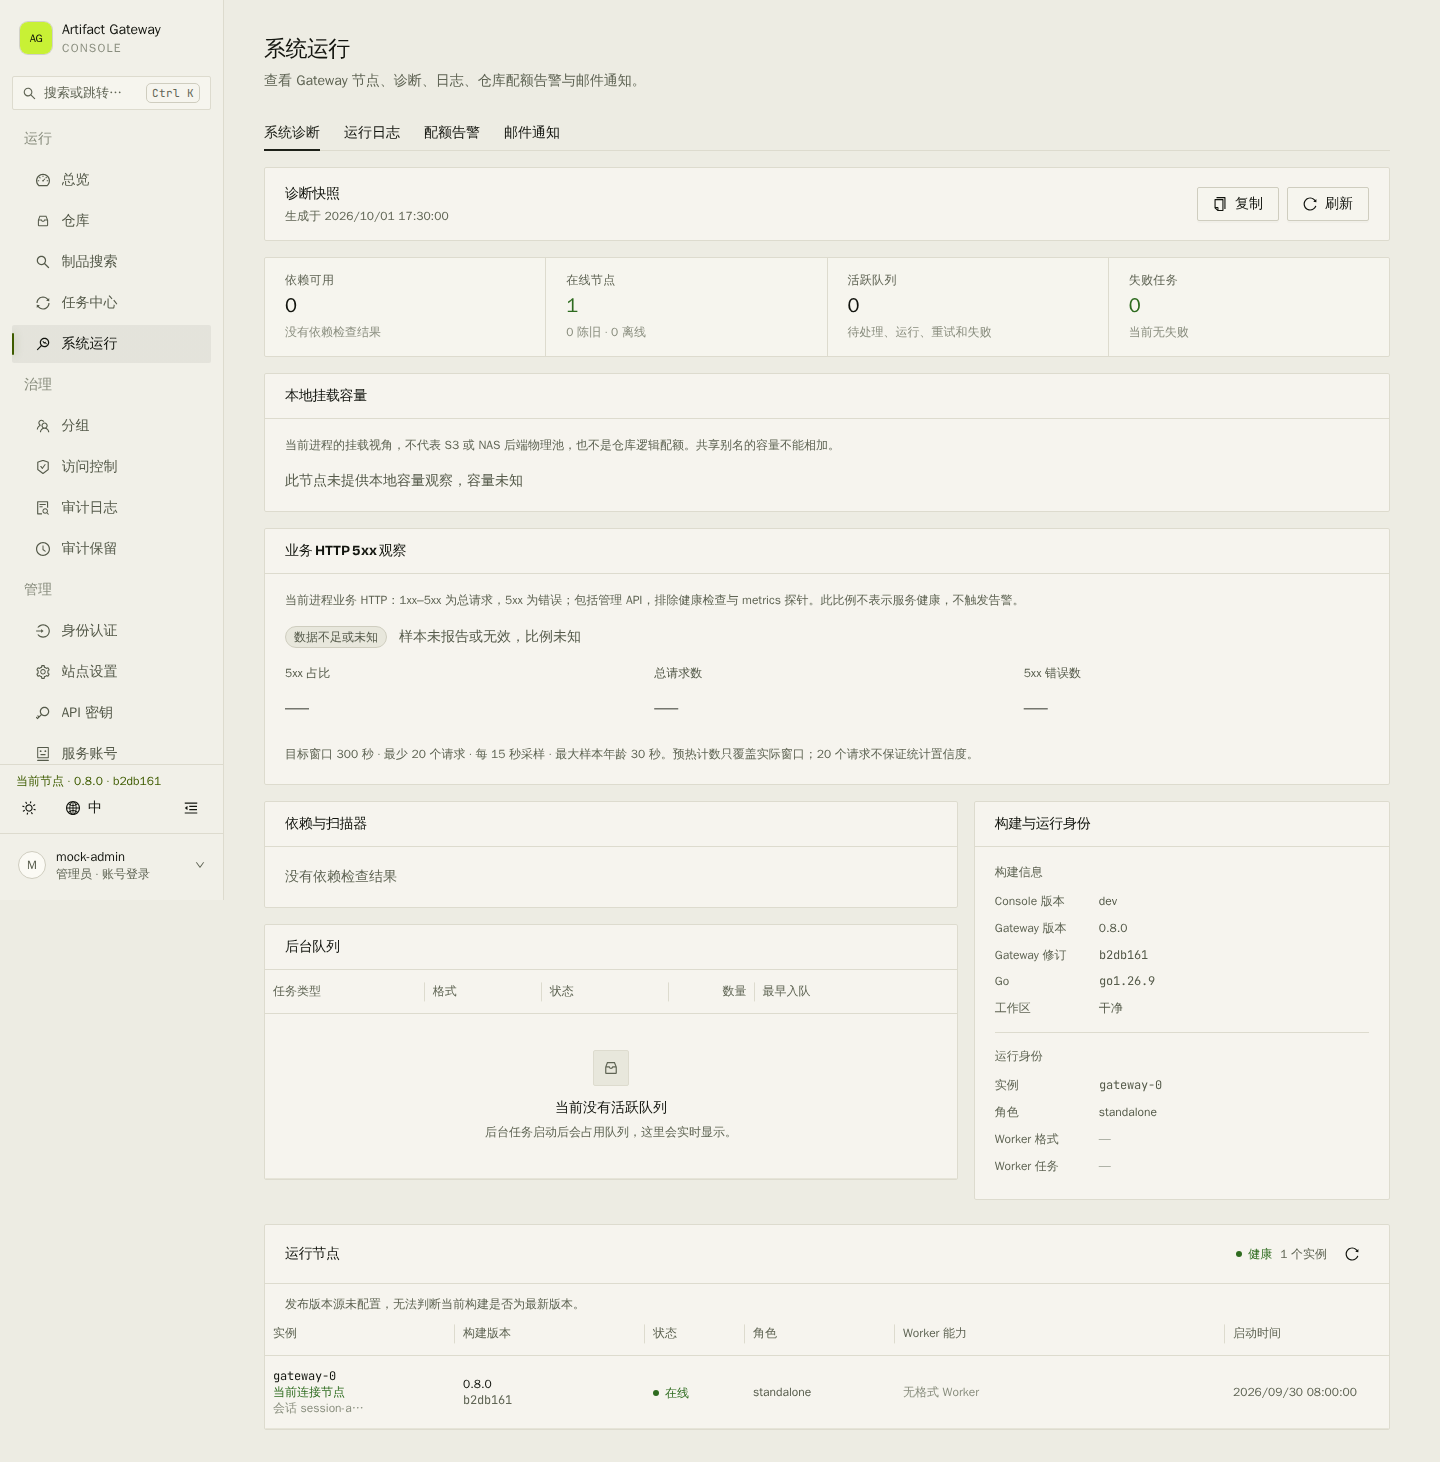 AG
Artifact Gateway
CONSOLE
搜索或跳转… Ctrl K
运行
总览
仓库
制品搜索
任务中心
系统运行
治理
分组
访问控制
审计日志
审计保留
管理
身份认证
站点设置
API 密钥
服务账号
当前节点 · 0.8.0 · b2db161
中
M
mock-admin
管理员 · 账号登录
系统运行
查看 Gateway 节点、诊断、日志、仓库配额告警与邮件通知。
系统诊断 运行日志 配额告警 邮件通知
诊断快照
生成于 2026/10/01 17:30:00
复制 刷新
依赖可用
0
没有依赖检查结果
在线节点
1
0 陈旧 · 0 离线
活跃队列
0
待处理、运行、重试和失败
失败任务
0
当前无失败
本地挂载容量
当前进程的挂载视角，不代表 S3 或 NAS 后端物理池，也不是仓库逻辑配额。共享别名的容量不能相加。
此节点未提供本地容量观察，容量未知
业务 HTTP 5xx 观察
当前进程业务 HTTP：1xx–5xx 为总请求，5xx 为错误；包括管理 API，排除健康检查与 metrics 探针。此比例不表示服务健康，不触发告警。
数据不足或未知 样本未报告或无效，比例未知
5xx 占比 总请求数 5xx 错误数
— — —
目标窗口 300 秒 · 最少 20 个请求 · 每 15 秒采样 · 最大样本年龄 30 秒。预热计数只覆盖实际窗口；20 个请求不保证统计置信度。
依赖与扫描器
没有依赖检查结果
后台队列
任务类型 格式 状态 数量 最早入队
当前没有活跃队列
后台任务启动后会占用队列，这里会实时显示。
构建与运行身份
构建信息
Console 版本 dev
Gateway 版本 0.8.0
Gateway 修订 b2db161
Go go1.26.9
工作区 干净
运行身份
实例 gateway-0
角色 standalone
Worker 格式 —
Worker 任务 —
运行节点
健康 1 个实例
发布版本源未配置，无法判断当前构建是否为最新版本。
实例 构建版本 状态 角色 Worker 能力 启动时间
gateway-0
当前连接节点
会话 session-a…
0.8.0
b2db161
在线
standalone
无格式 Worker
2026/09/30 08:00:00